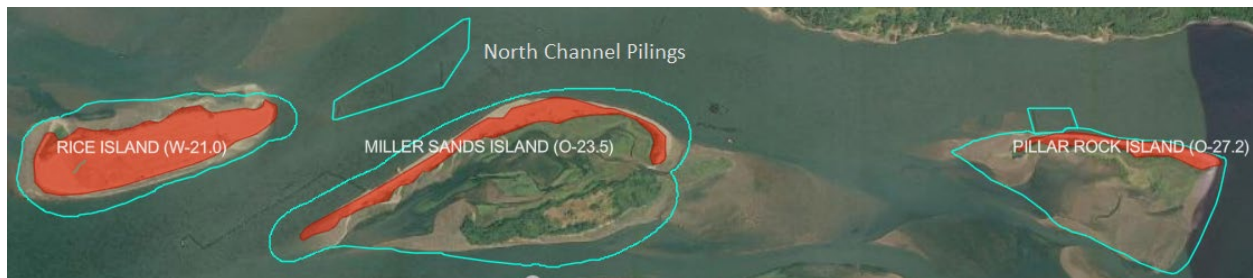 North Channel Pilings
RICE ISLAND (W-21.0)
MILLER SANDS ISLAND (O-23.5)
PILLAR ROCK ISLAND (O-27.2)